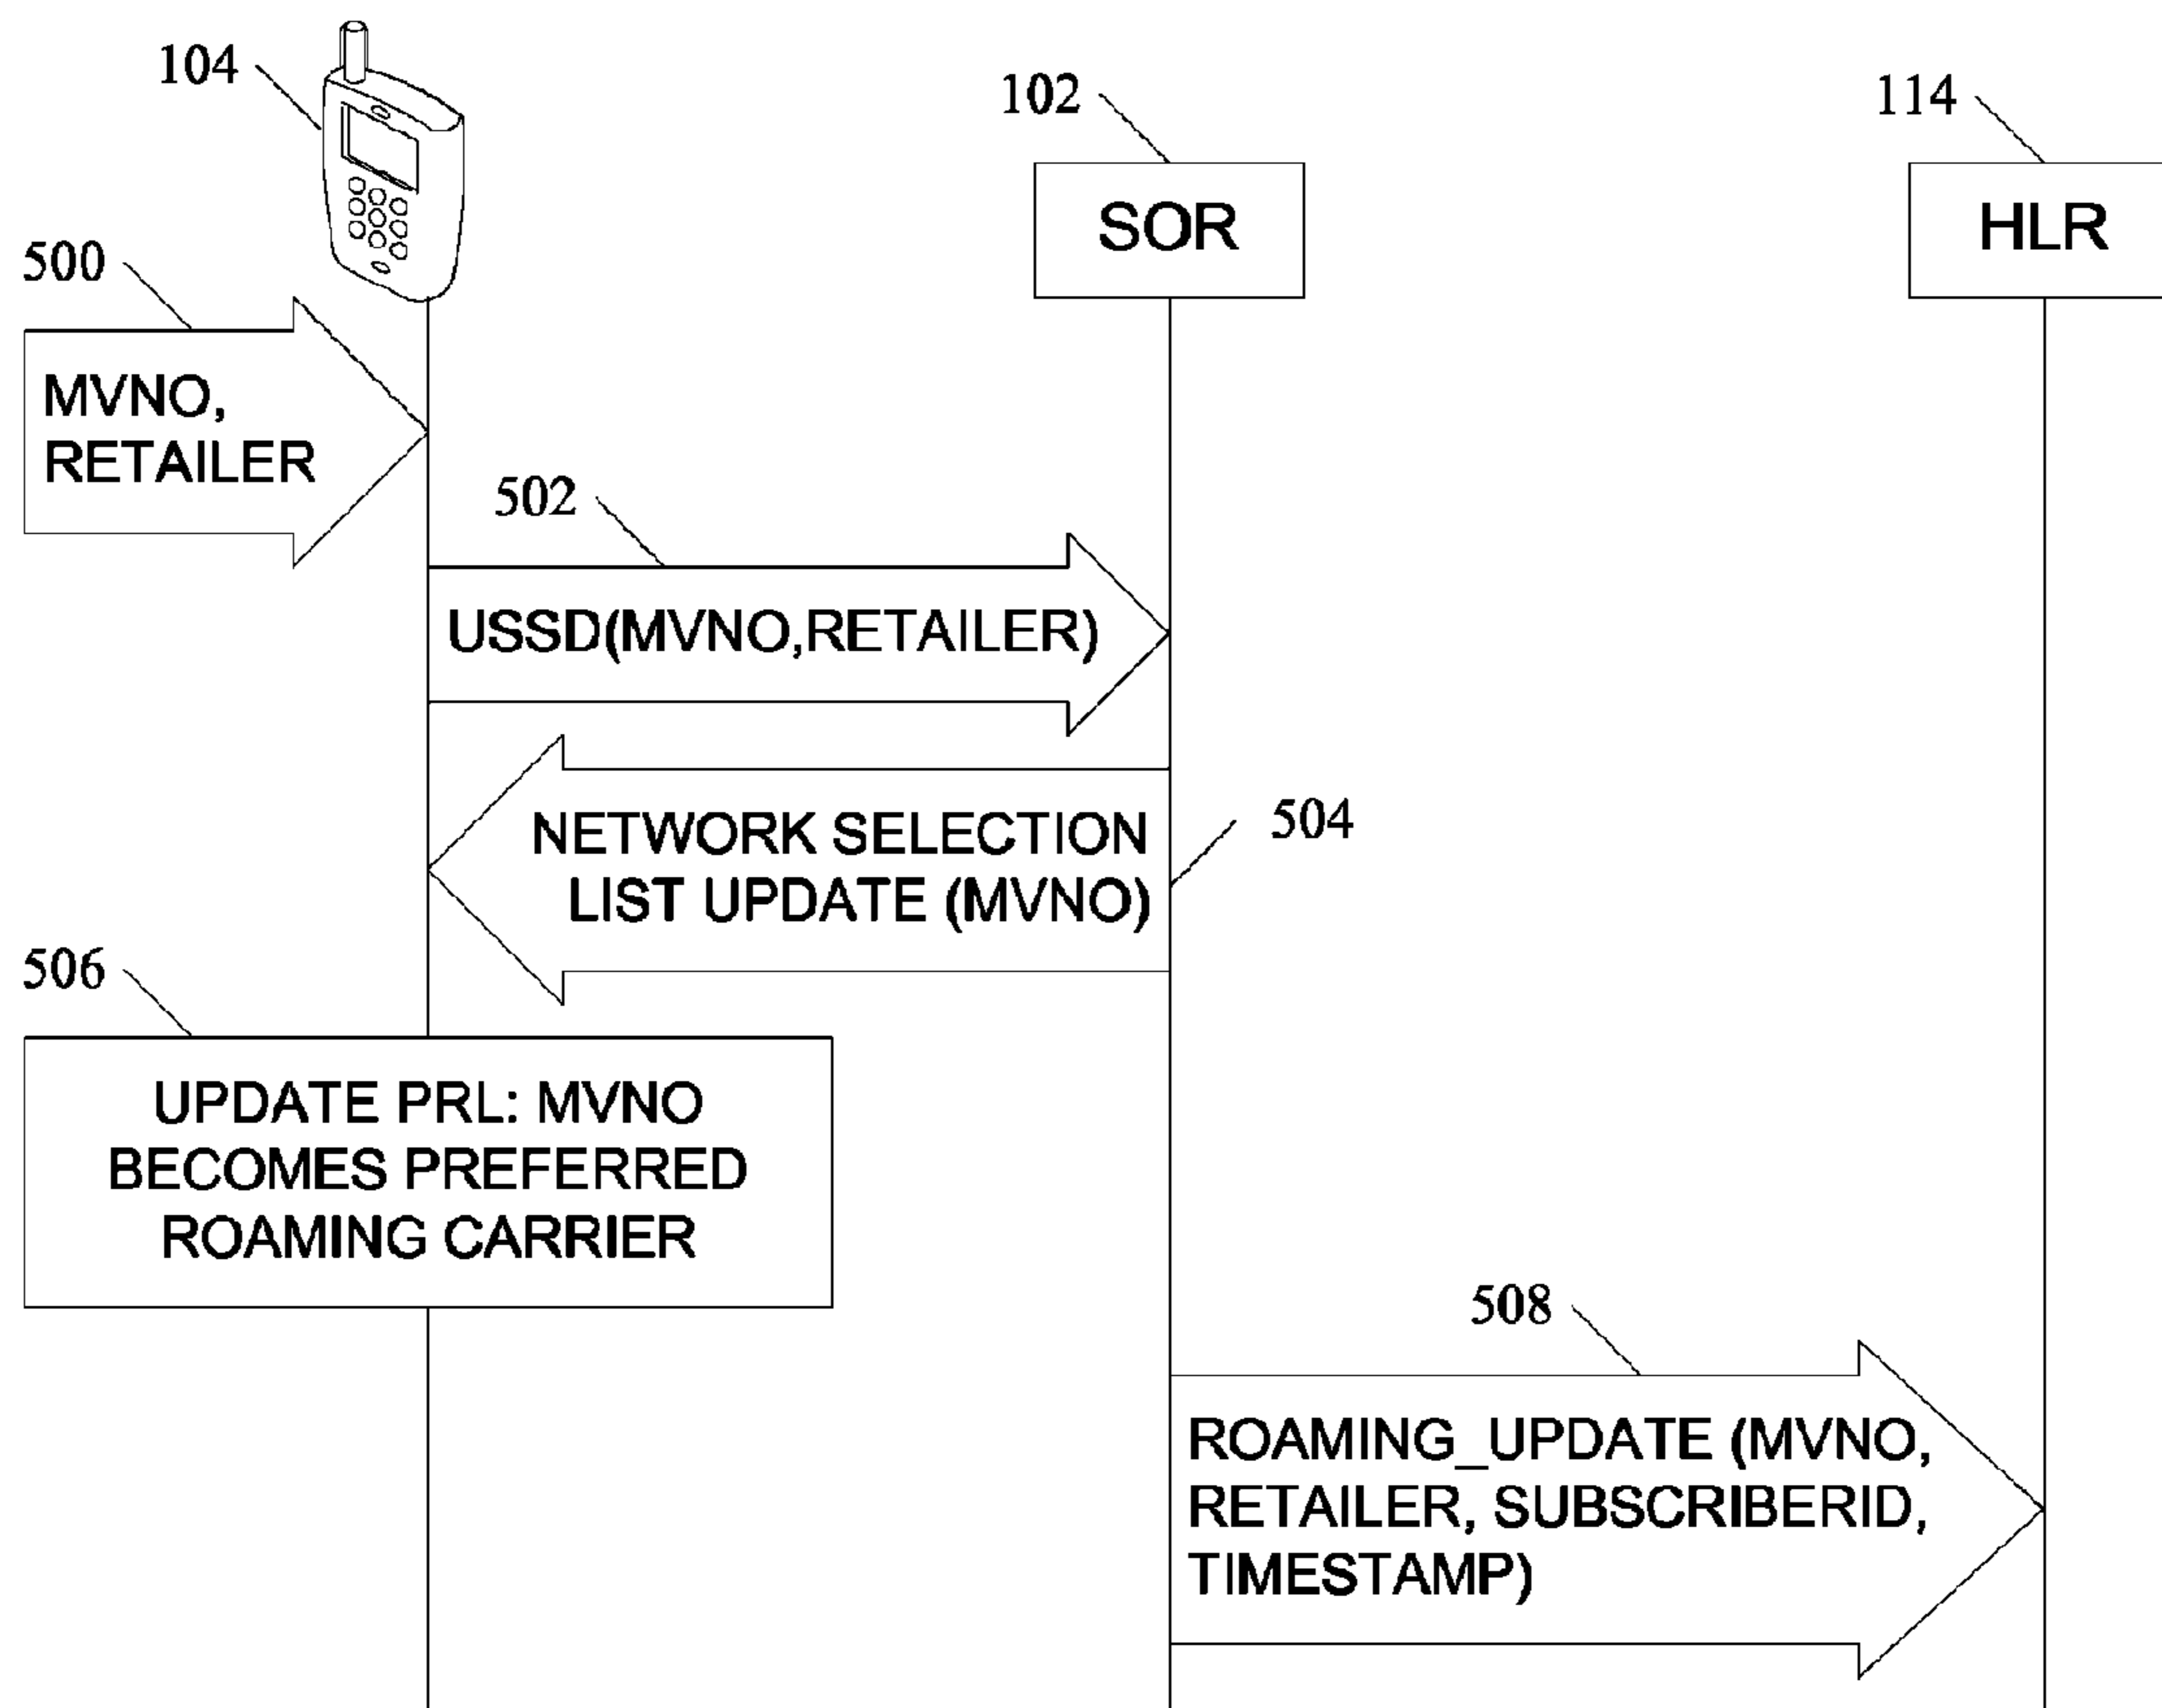 104
102
114
SOR
HLR
500
MVNO,
RETAILER
502
USSD(MVNO,RETAILER)
NETWORK SELECTION
LIST UPDATE (MVNO)
504
506
UPDATE PRL: MVNO
BECOMES PREFERRED
ROAMING CARRIER
508
ROAMING_UPDATE (MVNO,
RETAILER, SUBSCRIBERID,
TIMESTAMP)